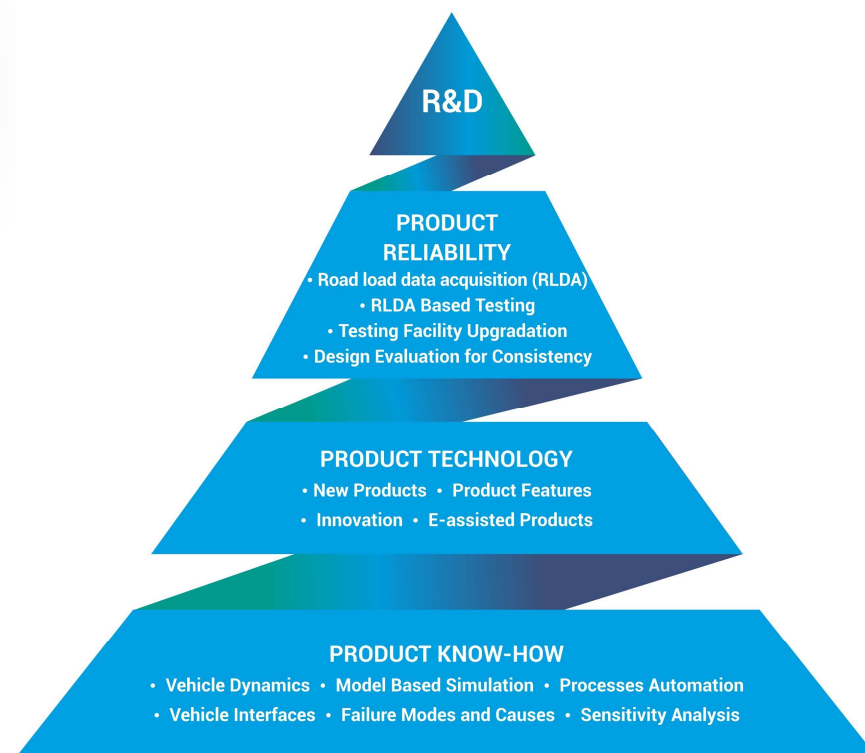 R&D
PRODUCT
RELIABILITY
• Road load data acquisition (RLDA)
• RLDA Based Testing
• Testing Facility Upgradation
• Design Evaluation for Consistency
PRODUCT TECHNOLOGY
• New Products • Product Features
• Innovation • E-assisted Products
PRODUCT KNOW-HOW
• Vehicle Dynamics • Model Based Simulation • Processes Automation
• Vehicle Interfaces • Failure Modes and Causes • Sensitivity Analysis